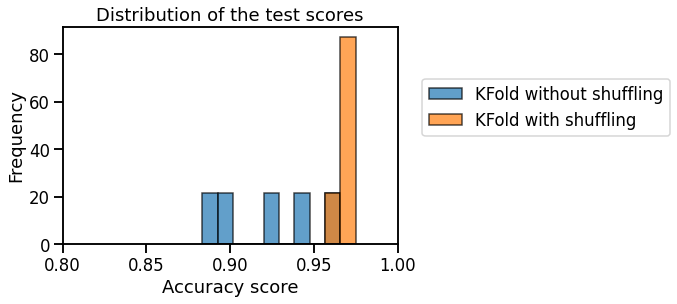 Distribution of the test scores
Frequency
80
60
40
20
0
0.80 0.85 0.90 0.95 1.00
Accuracy score
KFold without shuffling
KFold with shuffling